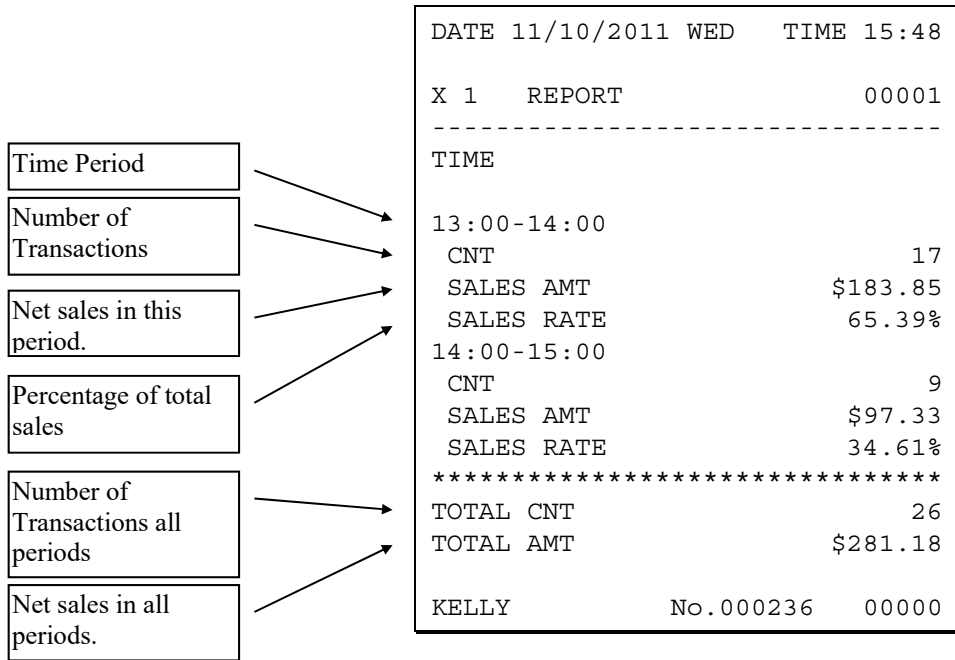 DATE 11/10/2011 WED TIME 15:48
X 1 REPORT 00001
--------------------------------
TIME
13:00-14:00
CNT 17
SALES AMT $183.85
SALES RATE 65.39%
14:00-15:00
CNT 9
SALES AMT $97.33
SALES RATE 34.61%
********************************
TOTAL CNT 26
TOTAL AMT $281.18
KELLY No.000236 00000
Time Period
Number of
Transactions
Net sales in this
period.
Percentage of total
sales
Number of
Transactions all
periods
Net sales in all
periods.